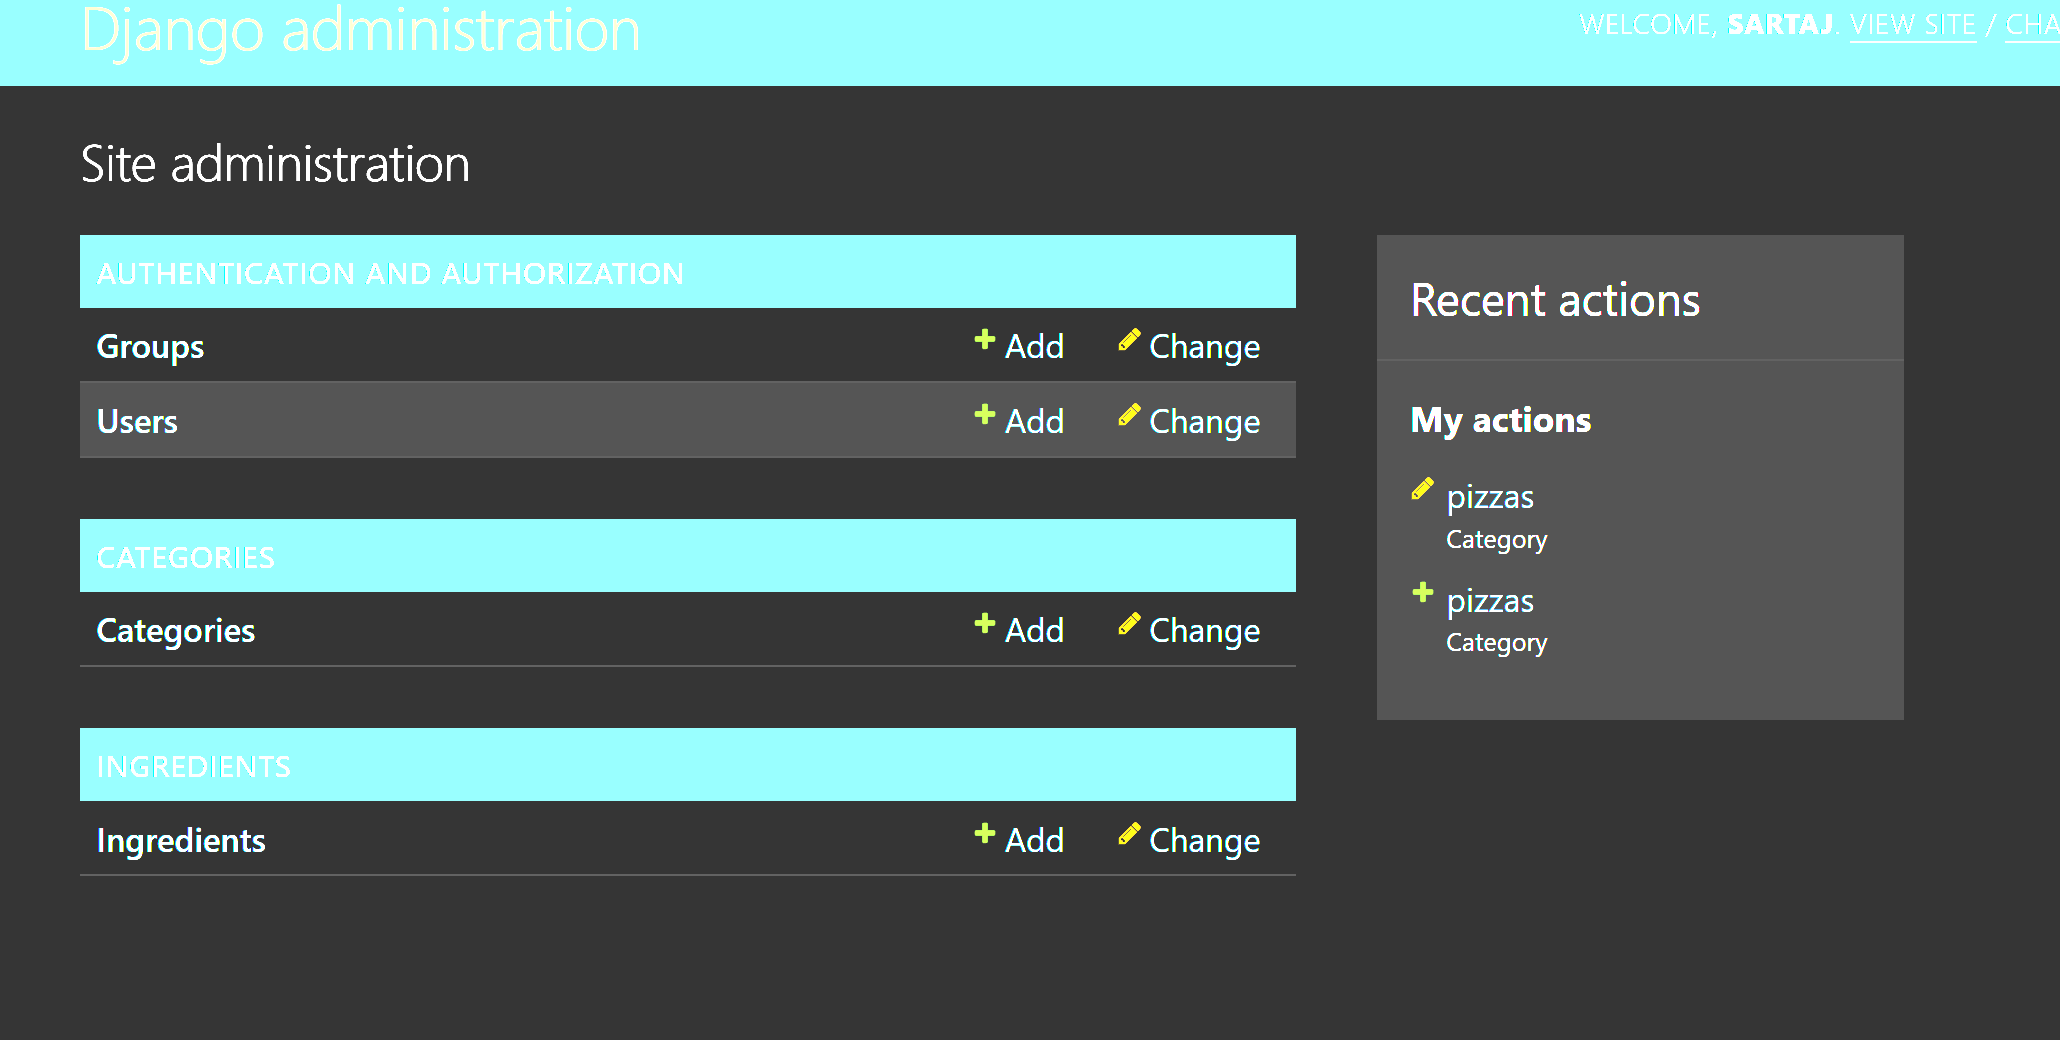 Django administration
WELCOME, SARTAJ. VIEW SITE / CHA
Site administration
AUTHENTICATION AND AUTHORIZATION
Groups Add Change
Users Add Change
CATEGORIES
Categories Add Change
INGREDIENTS
Ingredients Add Change
Recent actions
My actions
pizzas
Category
pizzas
Category